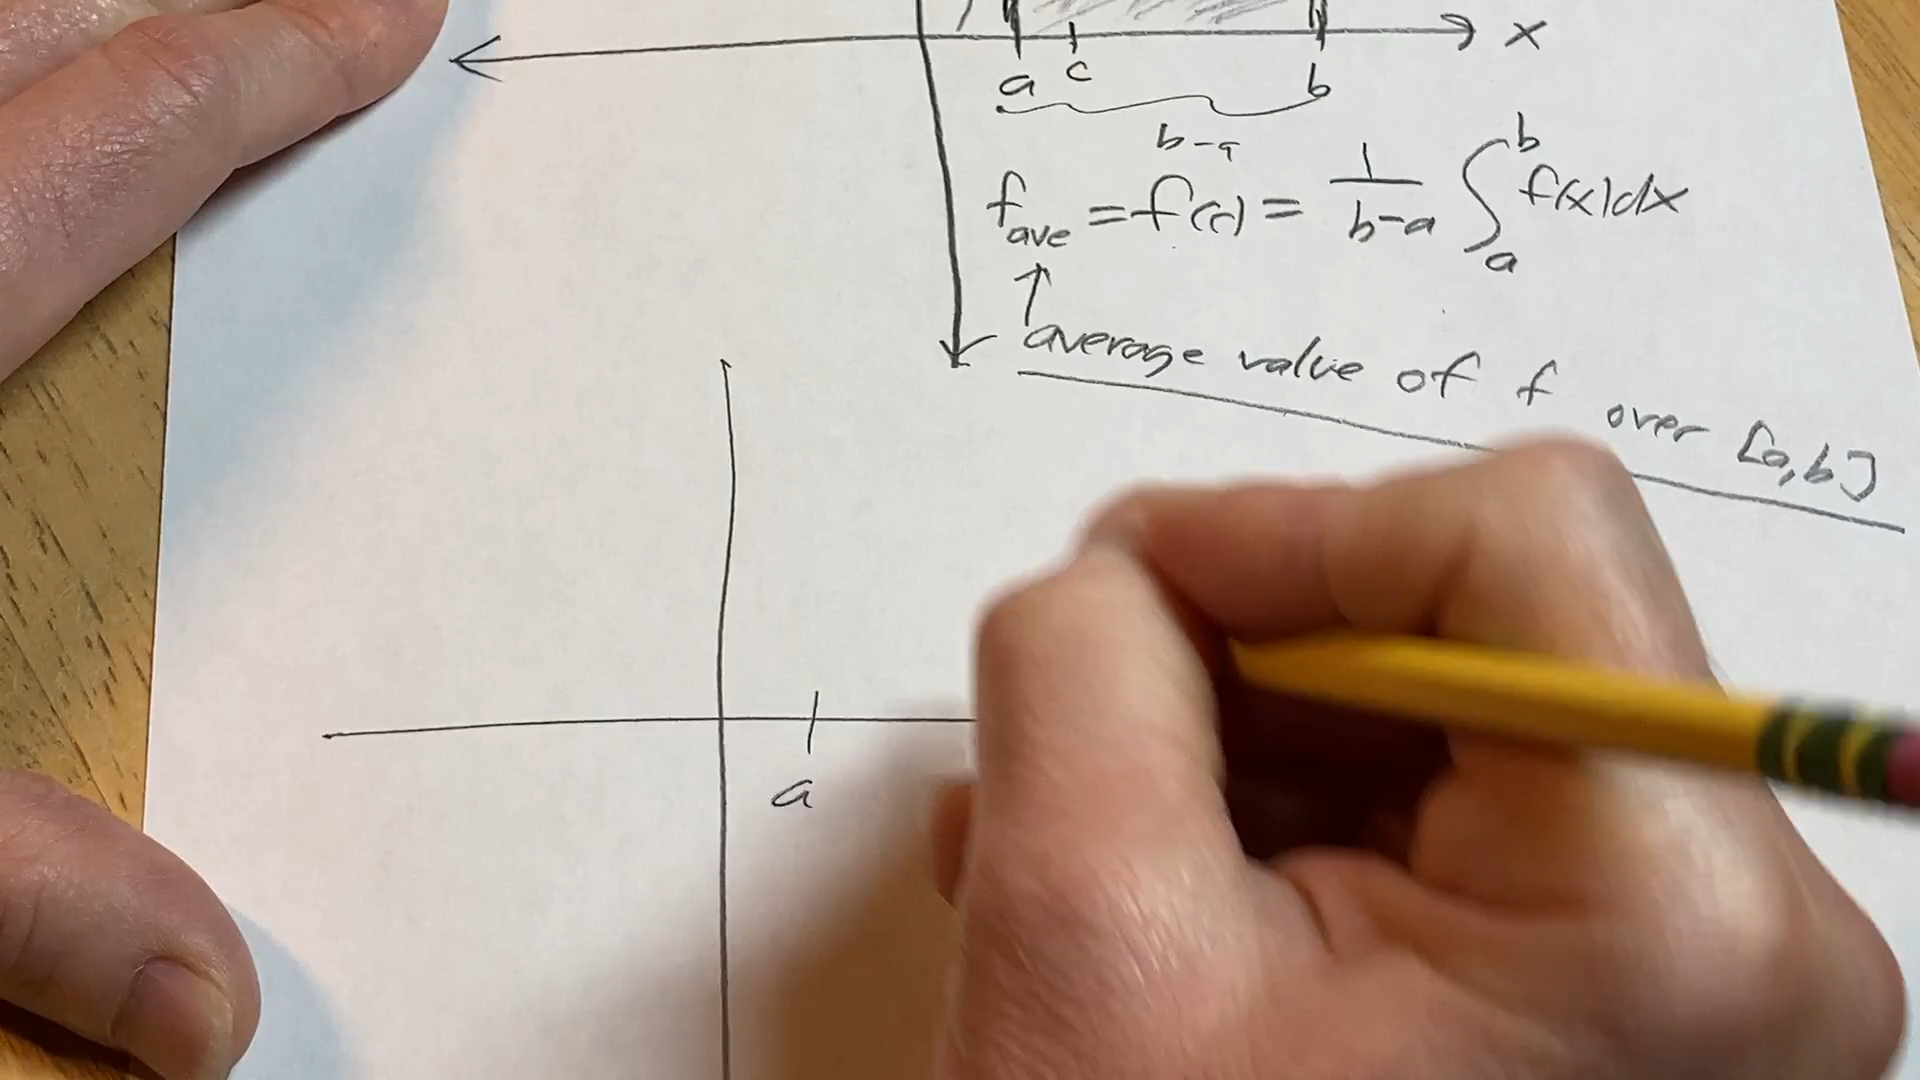 x
a c b
b-a
f_ave = f(c) = 1/(b-a) ∫_a^b f(x)dx
↑
average value of f over [a,b]
a